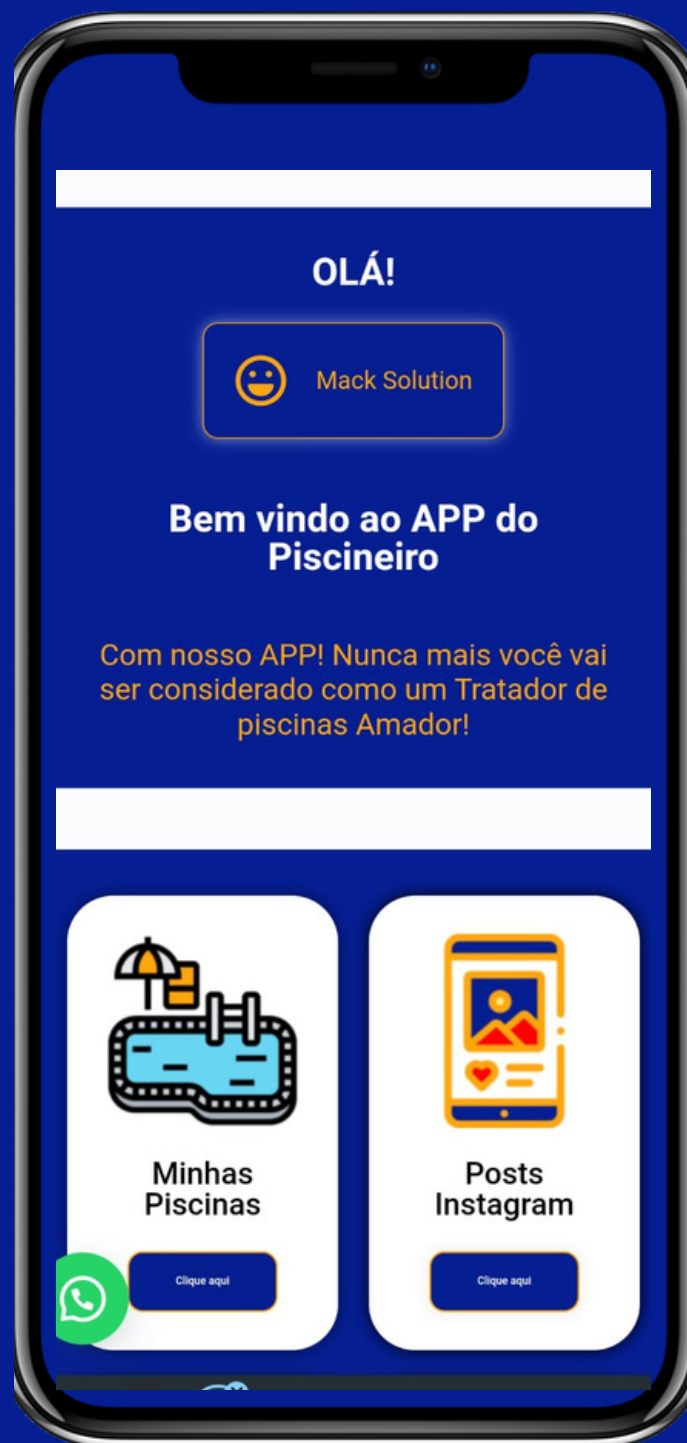 OLÁ!
Mack Solution
Bem vindo ao APP do
Piscineiro
Com nosso APP! Nunca mais você vai
ser considerado como um Tratador de
piscinas Amador!
Minhas
Piscinas
Clique aqui
Posts
Instagram
Clique aqui